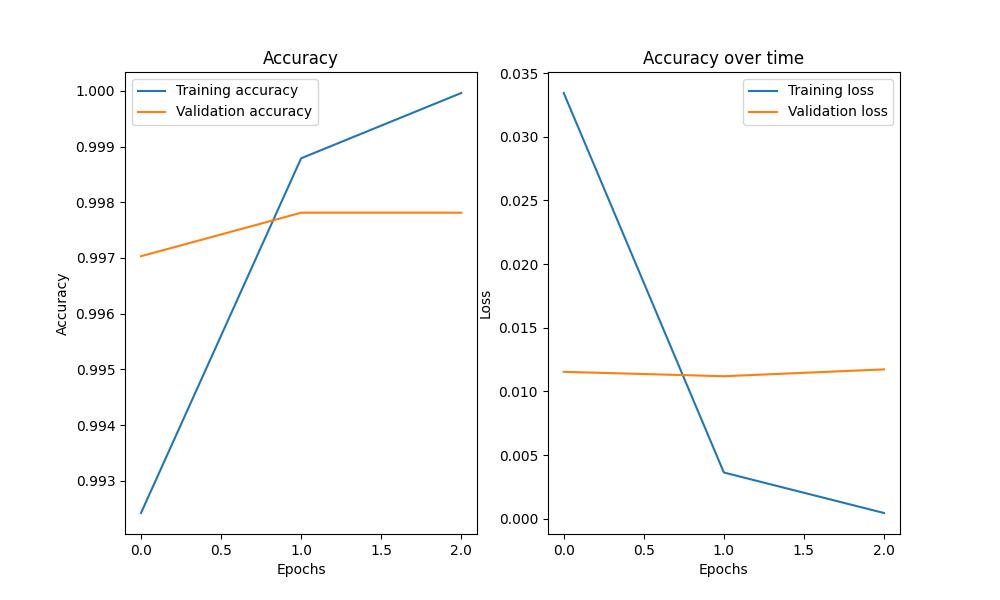 Accuracy
Training accuracy
Validation accuracy
1.000
0.999
0.998
0.997
0.996
0.995
0.994
0.993
Accuracy
0.0 0.5 1.0 1.5 2.0
Epochs
Accuracy over time
Training loss
Validation loss
0.035
0.030
0.025
0.020
0.015
0.010
0.005
0.000
Loss
0.0 0.5 1.0 1.5 2.0
Epochs